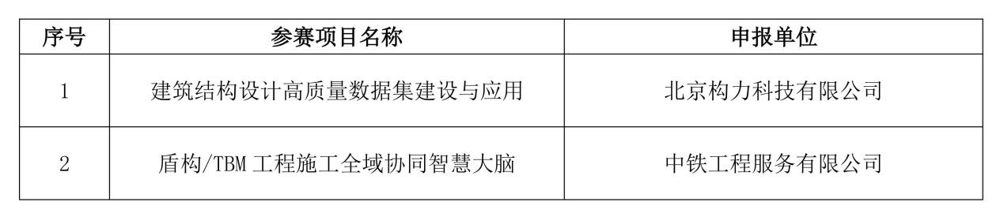 序号 参赛项目名称 申报单位
1 建筑结构设计高质量数据集建设与应用 北京构力科技有限公司
2 盾构/TBM 工程施工全域协同智慧大脑 中铁工程服务有限公司